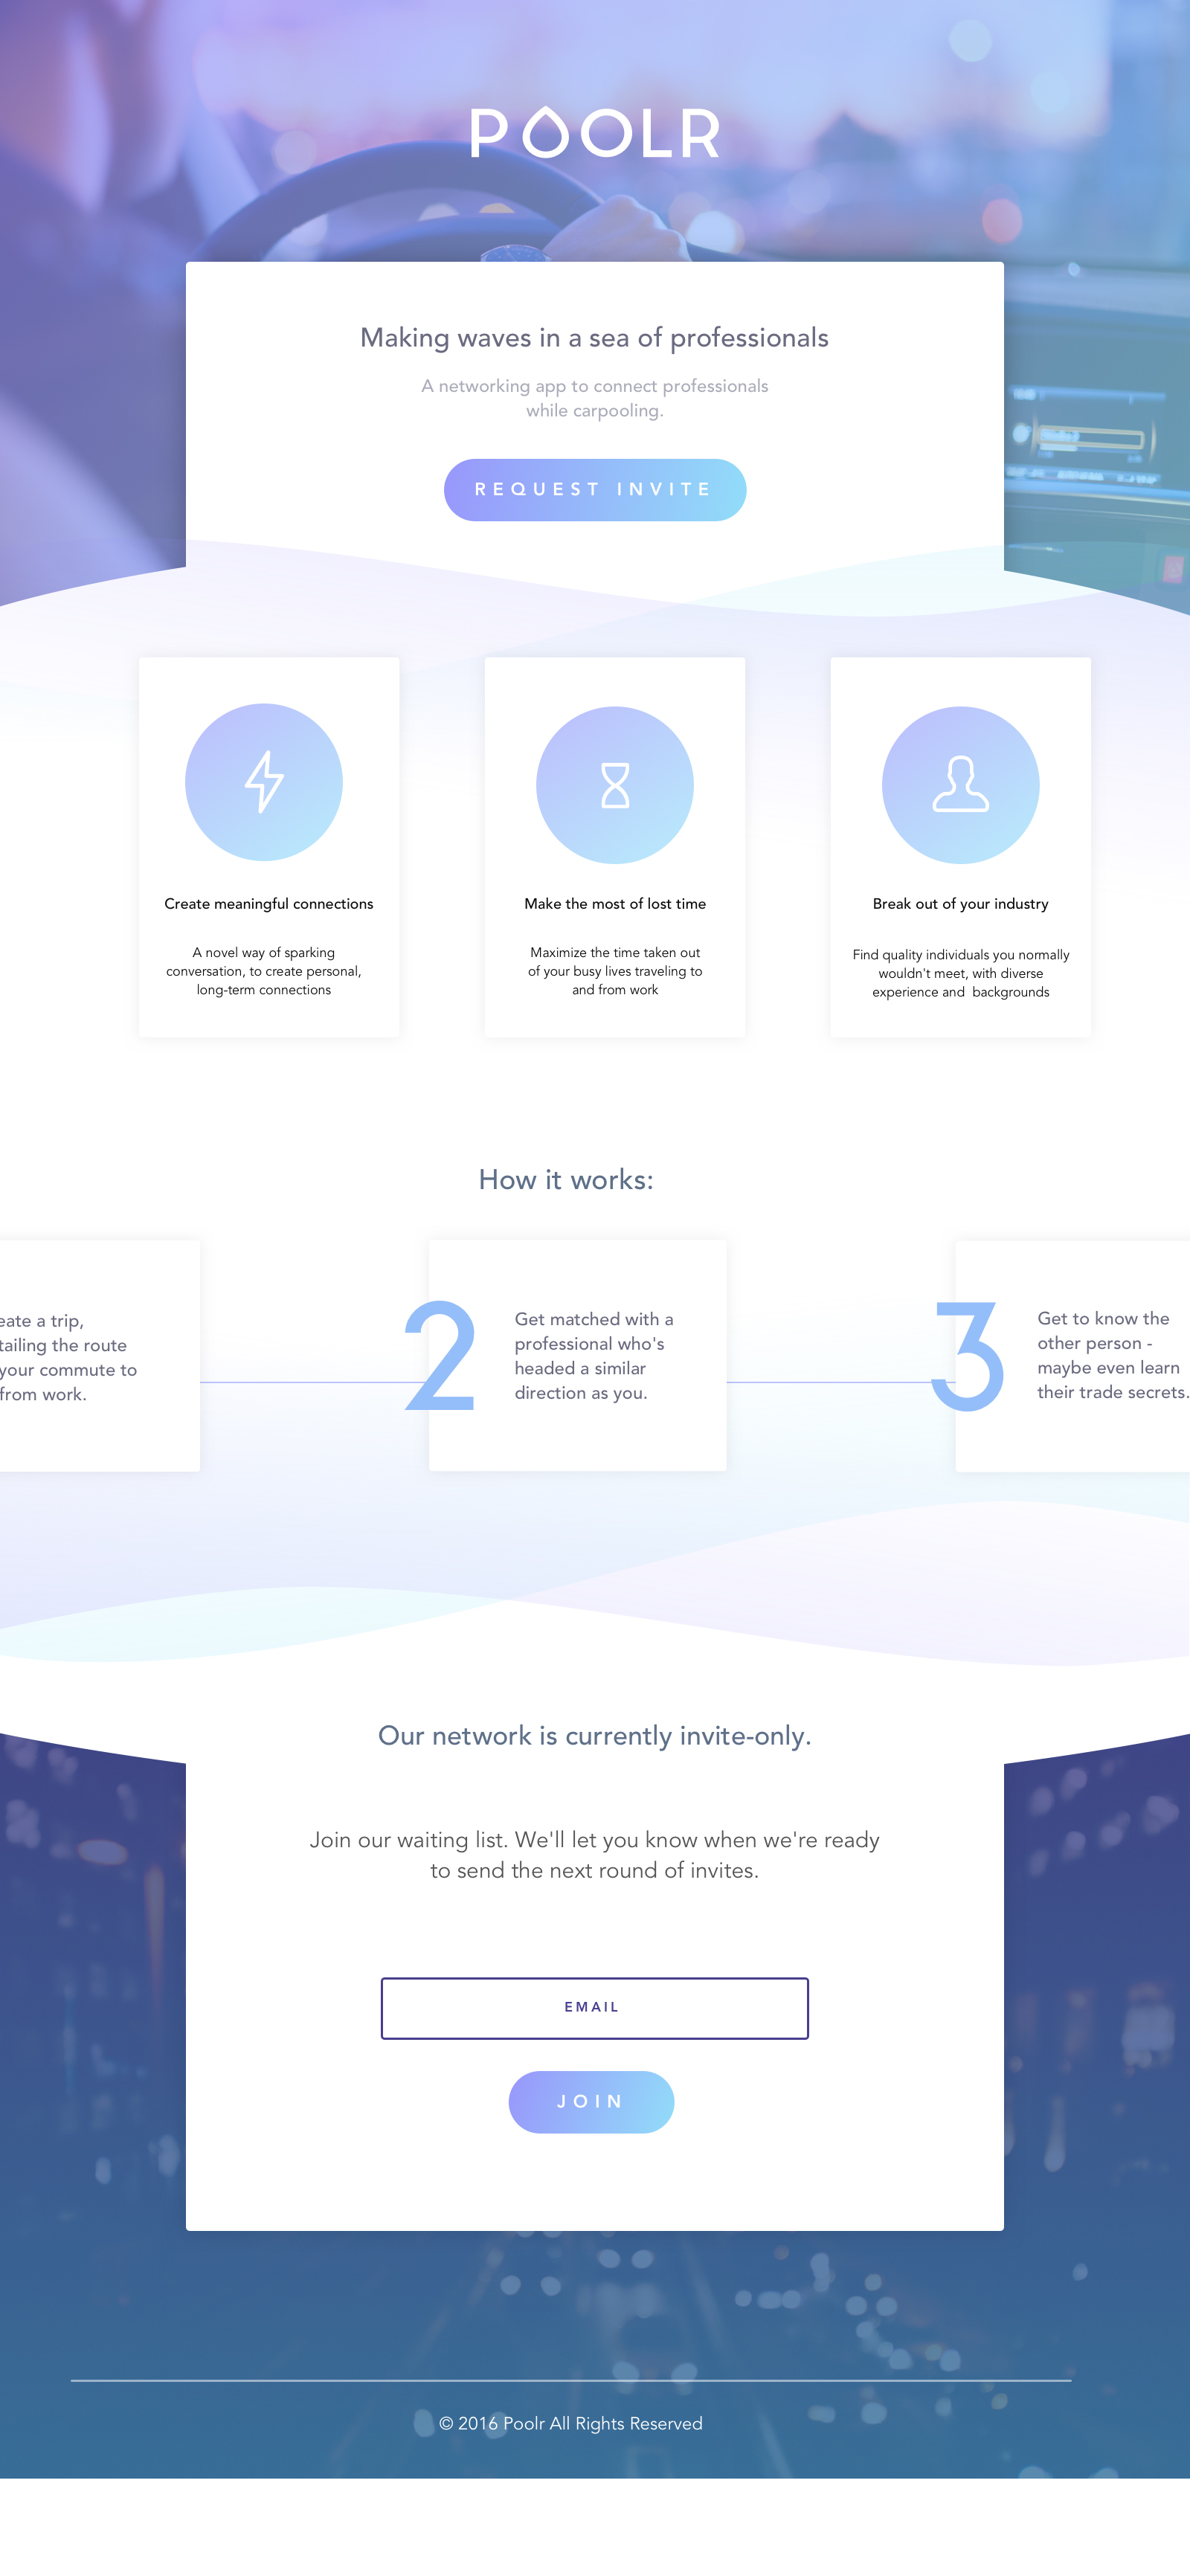 POOLR
Making waves in a sea of professionals
A networking app to connect professionals
while carpooling.
REQUEST INVITE
Create meaningful connections
A novel way of sparking
conversation, to create personal,
long-term connections
Make the most of lost time
Maximize the time taken out
of your busy lives traveling to
and from work
Break out of your industry
Find quality individuals you normally
wouldn't meet, with diverse
experience and backgrounds
How it works:
eate a trip,
tailing the route
your commute to
from work.
2
Get matched with a
professional who's
headed a similar
direction as you.
3
Get to know the
other person -
maybe even learn
their trade secrets.
Our network is currently invite-only.
Join our waiting list. We'll let you know when we're ready
to send the next round of invites.
EMAIL
JOIN
© 2016 Poolr All Rights Reserved